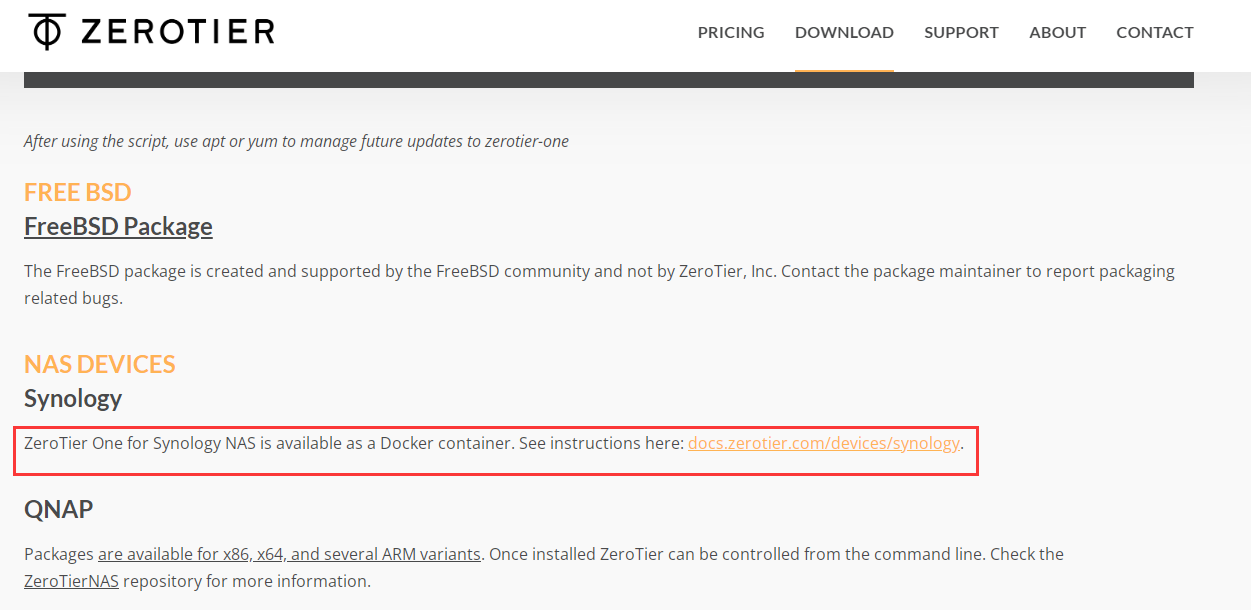 ZEROTIER
PRICING DOWNLOAD SUPPORT ABOUT CONTACT
After using the script, use apt or yum to manage future updates to zerotier-one
FREE BSD
FreeBSD Package
The FreeBSD package is created and supported by the FreeBSD community and not by ZeroTier, Inc. Contact the package maintainer to report packaging
related bugs.
NAS DEVICES
Synology
ZeroTier One for Synology NAS is available as a Docker container. See instructions here: docs.zerotier.com/devices/synology.
QNAP
Packages are available for x86, x64, and several ARM variants. Once installed ZeroTier can be controlled from the command line. Check the
ZeroTierNAS repository for more information.